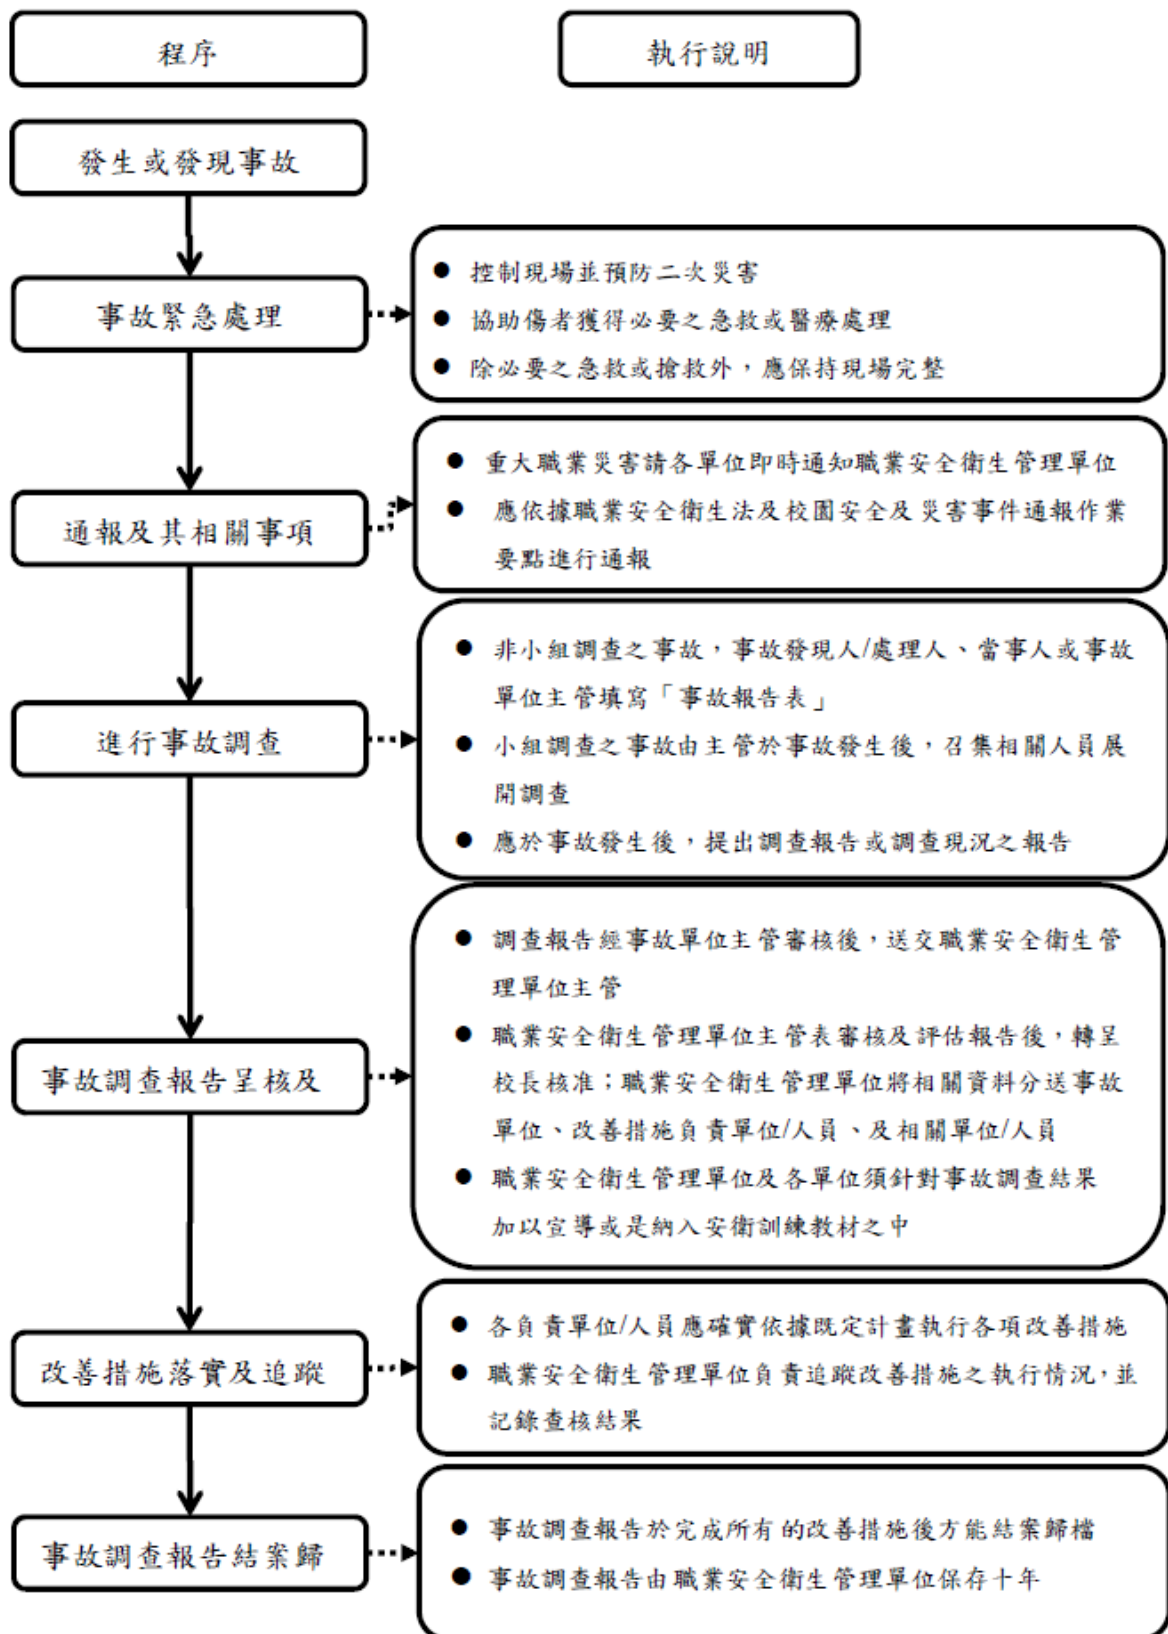 程序
執行說明
發生或發現事故
事故緊急處理
● 控制現場並預防二次災害
● 協助傷者獲得必要之急救或醫療處理
● 除必要之急救或搶救外，應保持現場完整
通報及其相關事項
● 重大職業災害請各單位即時通知職業安全衛生管理單位
● 應依據職業安全衛生法及校園安全及災害事件通報作業
要點進行通報
進行事故調查
● 非小組調查之事故，事故發現人/處理人、當事人或事故
單位主管填寫「事故報告表」
● 小組調查之事故由主管於事故發生後，召集相關人員展
開調查
● 應於事故發生後，提出調查報告或調查現況之報告
事故調查報告呈核及
● 調查報告經事故單位主管審核後，送交職業安全衛生管
理單位主管
● 職業安全衛生管理單位主管表審核及評估報告後，轉呈
校長核准；職業安全衛生管理單位將相關資料分送事故
單位、改善措施負責單位/人員、及相關單位/人員
● 職業安全衛生管理單位及各單位須針對事故調查結果
加以宣導或是納入安衛訓練教材之中
改善措施落實及追蹤
● 各負責單位/人員應確實依據既定計畫執行各項改善措施
● 職業安全衛生管理單位負責追蹤改善措施之執行情況，並
記錄查核結果
事故調查報告結案歸
● 事故調查報告於完成所有的改善措施後方能結案歸檔
● 事故調查報告由職業安全衛生管理單位保存十年